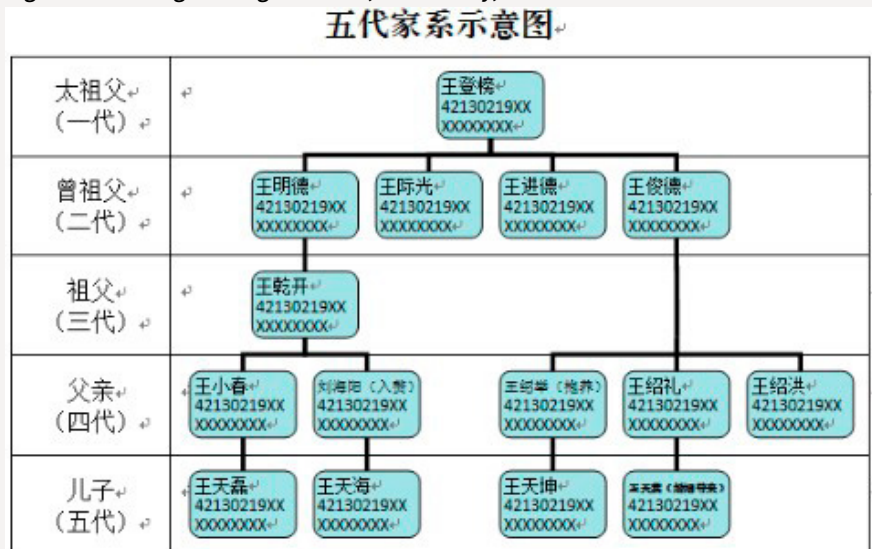 五代家系示意图
太祖父
（一代）
王登榜
42130219XX
XXXXXXXX
曾祖父
（二代）
王明德
42130219XX
XXXXXXXX
王际光
42130219XX
XXXXXXXX
王进德
42130219XX
XXXXXXXX
王俊德
42130219XX
XXXXXXXX
祖父
（三代）
王乾开
42130219XX
XXXXXXXX
父亲
（四代）
王小春
42130219XX
XXXXXXXX
刘海阳（入赘）
42130219XX
XXXXXXXX
王绍举（抱养）
42130219XX
XXXXXXXX
王绍礼
42130219XX
XXXXXXXX
王绍洪
42130219XX
XXXXXXXX
儿子
（五代）
王天磊
42130219XX
XXXXXXXX
王天海
42130219XX
XXXXXXXX
王天坤
42130219XX
XXXXXXXX
王天
42130219XX
XXXXXXXX